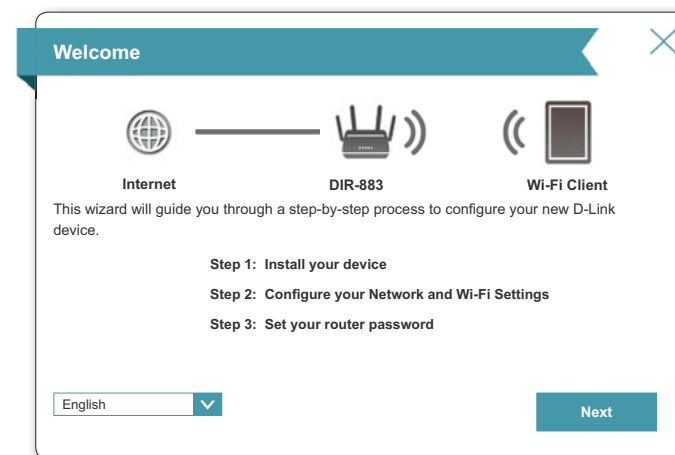 Welcome
Internet
DIR-883
Wi-Fi Client
This wizard will guide you through a step-by-step process to configure your new D-Link
device.
Step 1: Install your device
Step 2: Configure your Network and Wi-Fi Settings
Step 3: Set your router password
English
Next